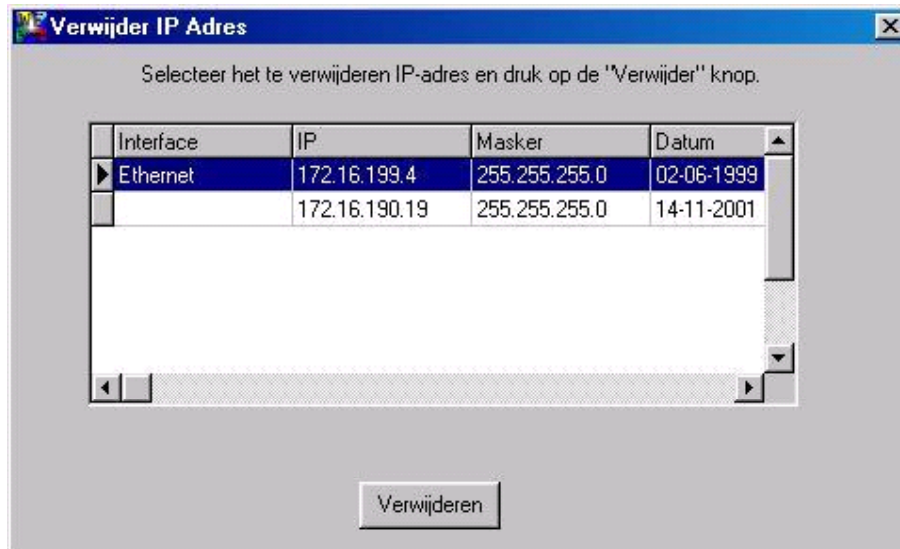 Verwijder IP Adres
Selecteer het te verwijderen IP-adres en druk op de "Verwijder" knop.
Interface IP Masker Datum
Ethernet 172.16.199.4 255.255.255.0 02-06-1999
172.16.190.19 255.255.255.0 14-11-2001
Verwijderen